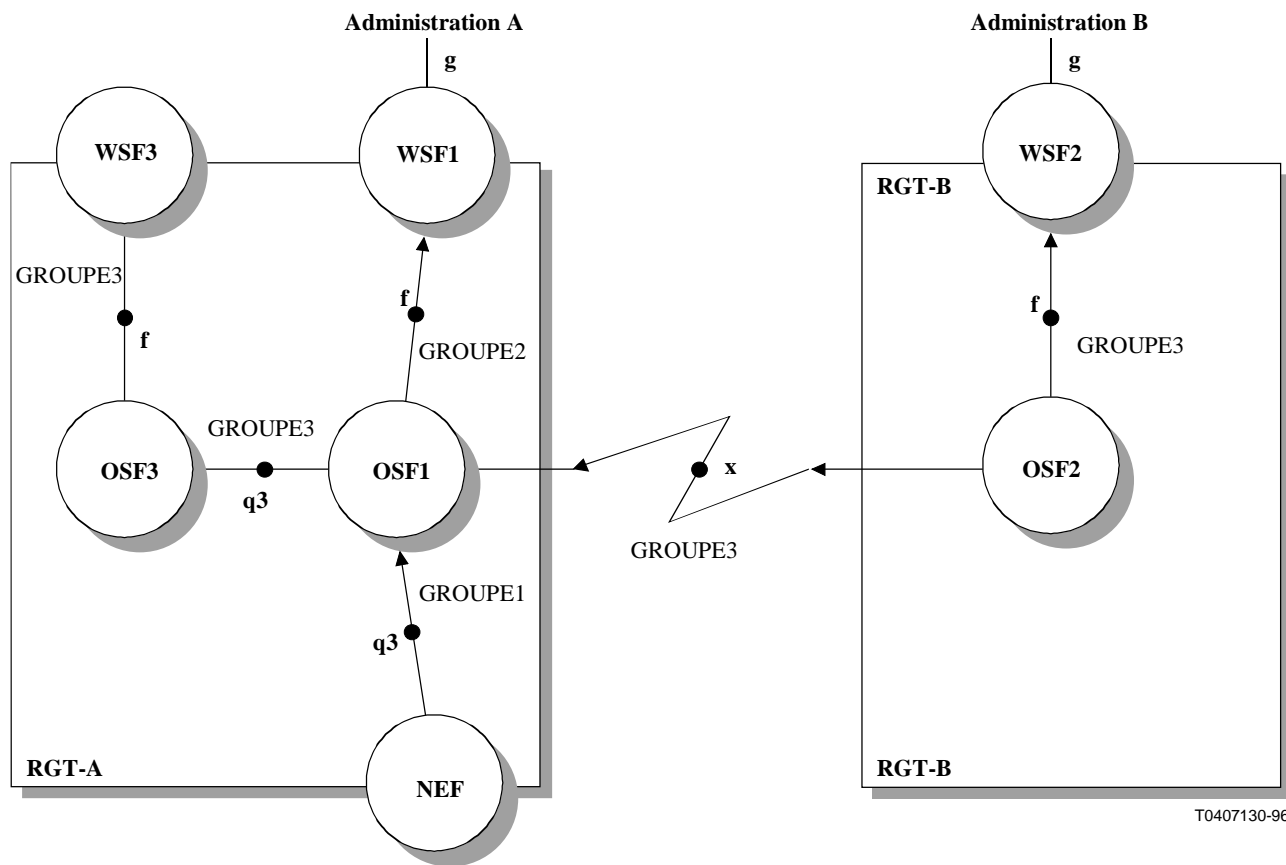 Administration A
Administration B
g
g
WSF3
WSF1
WSF2
RGT-B
GROUPE3
f
f
f
GROUPE2
GROUPE3
GROUPE3
OSF3
OSF1
x
OSF2
q3
GROUPE3
GROUPE1
q3
RGT-A
NEF
RGT-B
T0407130-96